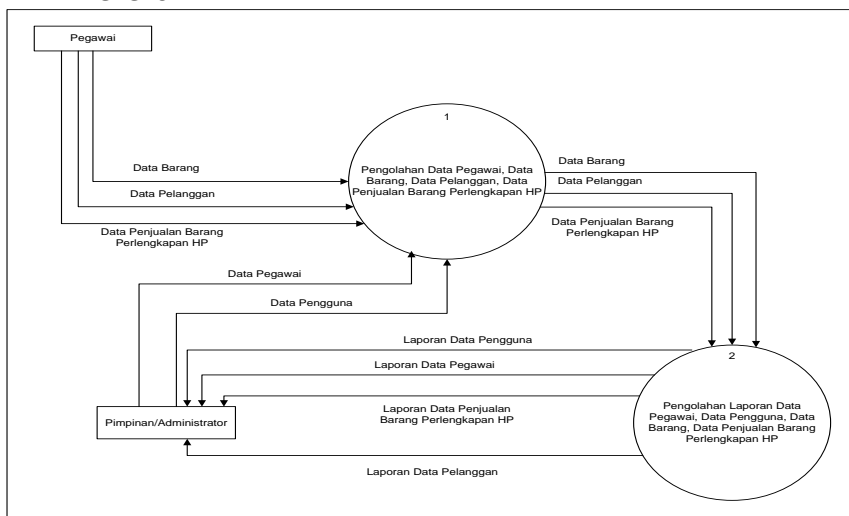 Pegawai
1
Pengolahan Data Pegawai, Data
Barang, Data Pelanggan, Data
Penjualan Barang Perlengkapan HP
Data Barang
Data Pelanggan
Data Penjualan Barang
Perlengkapan HP
Data Barang
Data Pelanggan
Data Penjualan Barang
Perlengkapan HP
Data Pegawai
Data Pengguna
Laporan Data Pengguna
Laporan Data Pegawai
Laporan Data Penjualan
Barang Perlengkapan HP
Laporan Data Pelanggan
Pimpinan/Administrator
2
Pengolahan Laporan Data
Pegawai, Data Pengguna, Data
Barang, Data Penjualan Barang
Perlengkapan HP